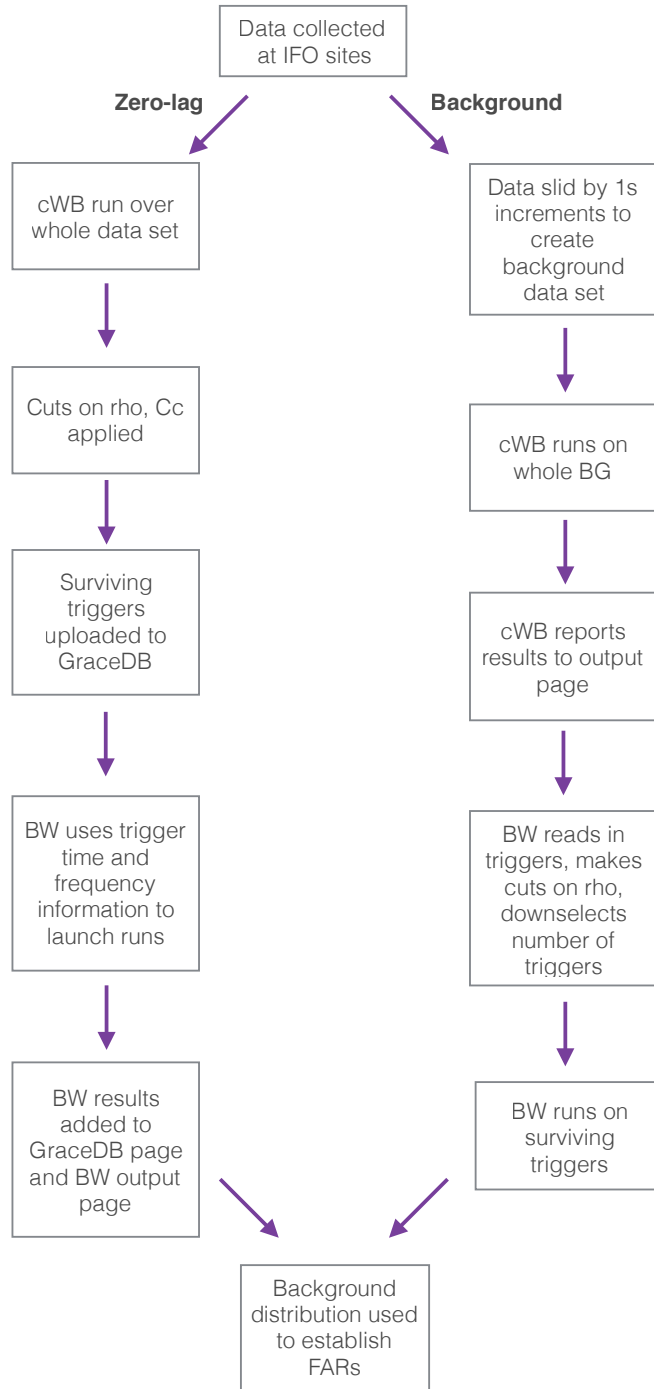 Data collected
at IFO sites
Zero-lag
Background
cWB run over
whole data set
Cuts on rho, Cc
applied
Surviving
triggers
uploaded to
GraceDB
BW uses trigger
time and
frequency
information to
launch runs
BW results
added to
GraceDB page
and BW output
page
Data slid by 1s
increments to
create
background
data set
cWB runs on
whole BG
cWB reports
results to output
page
BW reads in
triggers, makes
cuts on rho,
downselects
number of
triggers
BW runs on
surviving
triggers
Background
distribution used
to establish
FARs